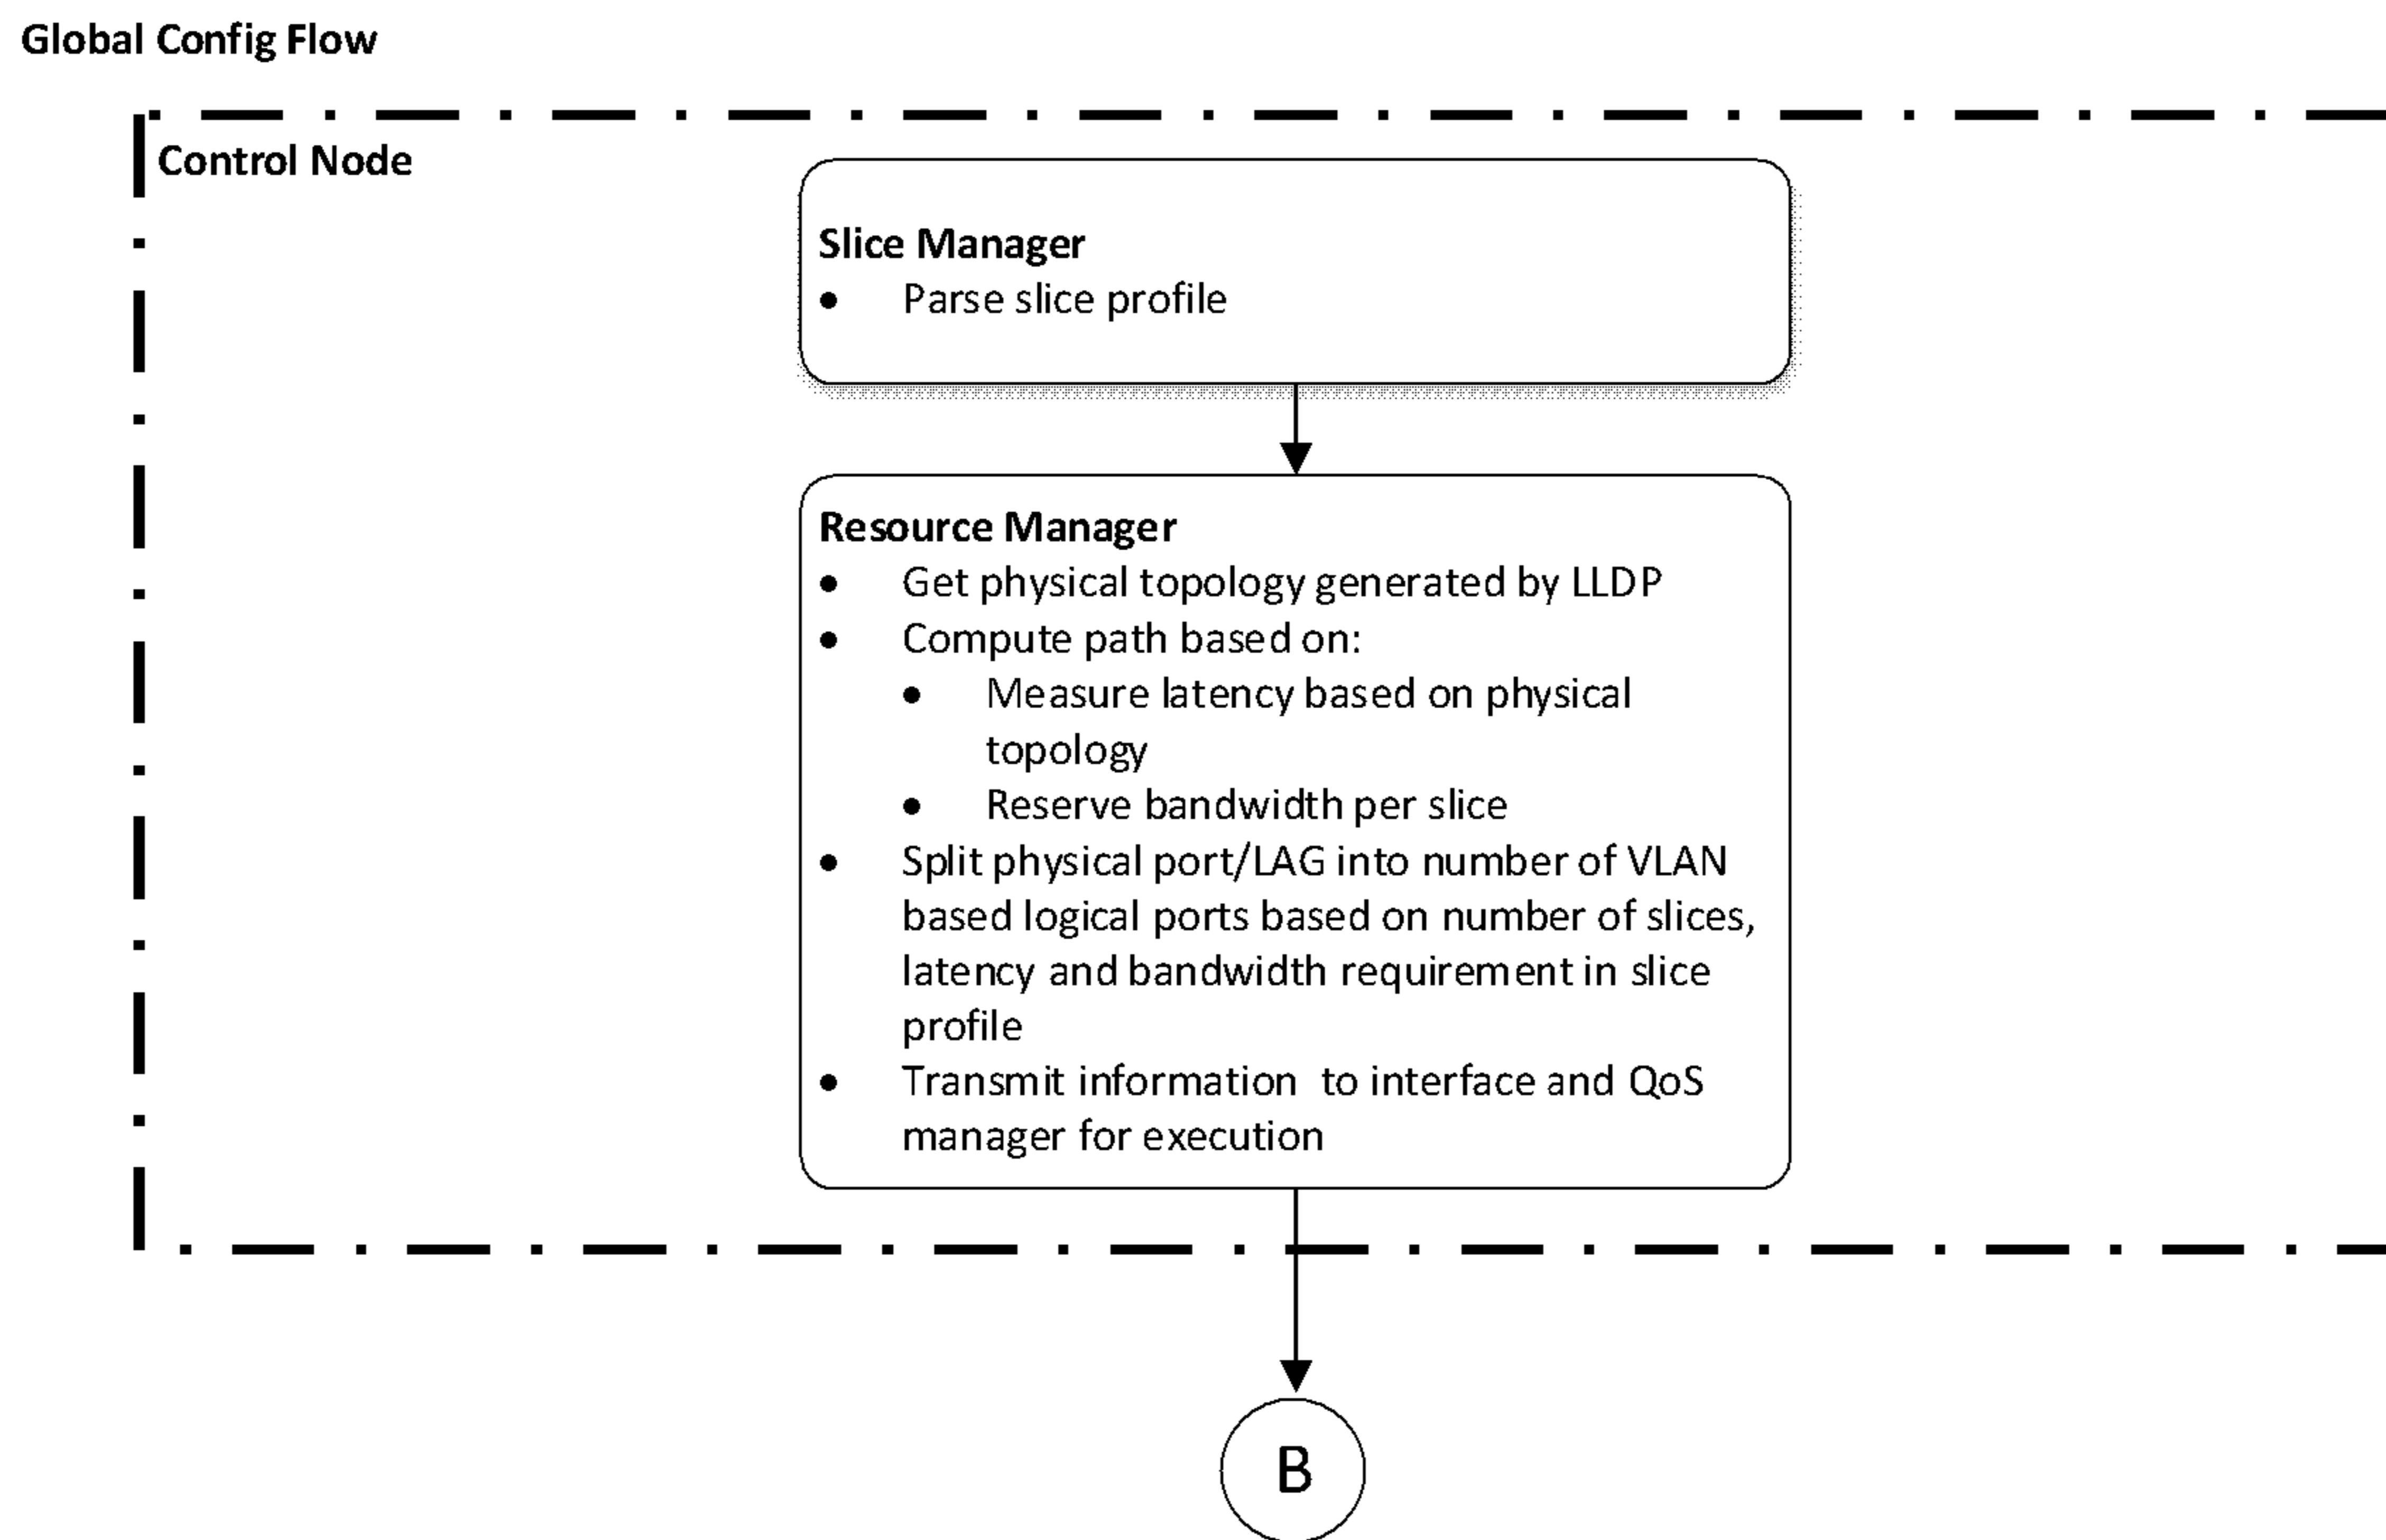 Global Config Flow
Control Node
Slice Manager
• Parse slice profile
Resource Manager
• Get physical topology generated by LLDP
• Compute path based on:
• Measure latency based on physical
topology
• Reserve bandwidth per slice
• Split physical port/LAG into number of VLAN
based logical ports based on number of slices,
latency and bandwidth requirement in slice
profile
• Transmit information to interface and QoS
manager for execution
B